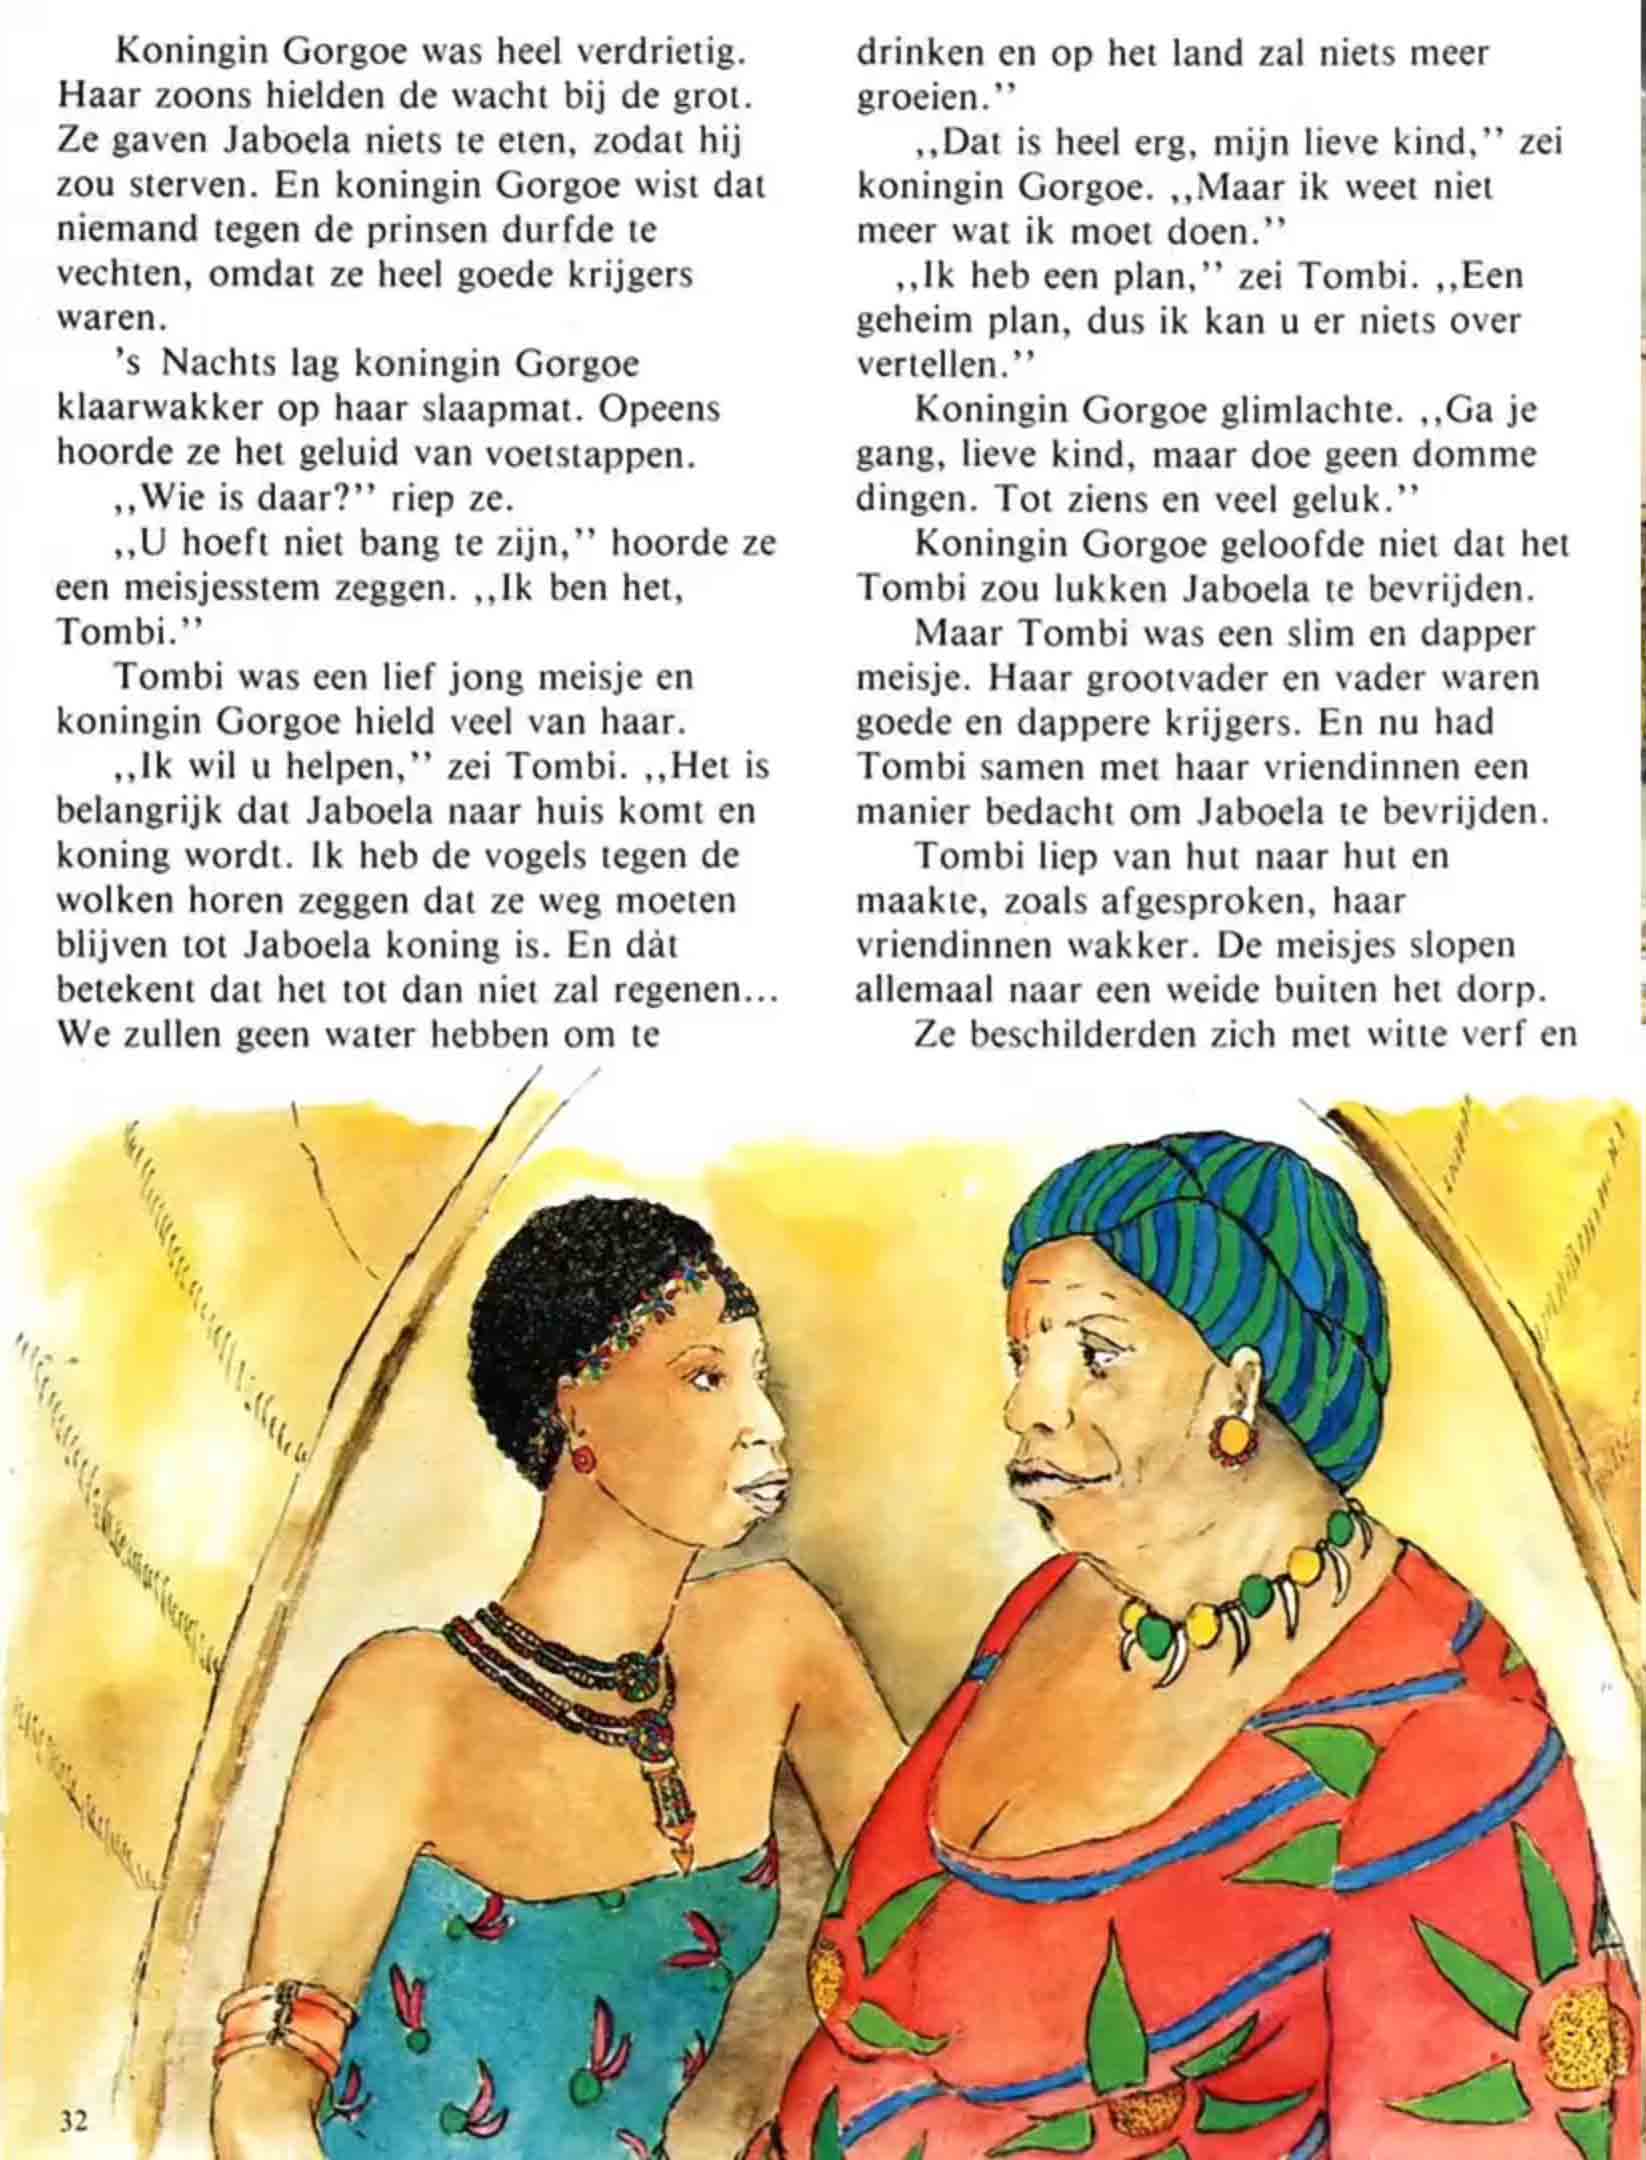 Koningin Gorgoe was heel verdrietig.
Haar zoons hielden de wacht bij de grot.
Ze gaven Jaboela niets te eten, zodat hij
zou sterven. En koningin Gorgoe wist dat
niemand tegen de prinsen durfde te
vechten, omdat ze heel goede krijgers
waren.
's Nachts lag koningin Gorgoe
klaarwakker op haar slaapmat. Opeens
hoorde ze het geluid van voetstappen.
,,Wie is daar?’’ riep ze.
,,U hoeft niet bang te zijn,’’ hoorde ze
een meisjesstem zeggen. ,,Ik ben het,
Tombi.’’
Tombi was een lief jong meisje en
koningin Gorgoe hield veel van haar.
,,Ik wil u helpen,’’ zei Tombi. ,,Het is
belangrijk dat Jaboela naar huis komt en
koning wordt. Ik heb de vogels tegen de
wolken horen zeggen dat ze weg moeten
blijven tot Jaboela koning is. En dàt
betekent dat het tot dan niet zal regenen...
We zullen geen water hebben om te
drinken en op het land zal niets meer
groeien.’’
,,Dat is heel erg, mijn lieve kind,’’ zei
koningin Gorgoe. ,,Maar ik weet niet
meer wat ik moet doen.’’
,,Ik heb een plan,’’ zei Tombi. ,,Een
geheim plan, dus ik kan u er niets over
vertellen.’’
Koningin Gorgoe glimlachte. ,,Ga je
gang, lieve kind, maar doe geen domme
dingen. Tot ziens en veel geluk.’’
Koningin Gorgoe geloofde niet dat het
Tombi zou lukken Jaboela te bevrijden.
Maar Tombi was een slim en dapper
meisje. Haar grootvader en vader waren
goede en dappere krijgers. En nu had
Tombi samen met haar vriendinnen een
manier bedacht om Jaboela te bevrijden.
Tombi liep van hut naar hut en
maakte, zoals afgesproken, haar
vriendinnen wakker. De meisjes slopen
allemaal naar een weide buiten het dorp.
Ze beschilderden zich met witte verf en
32